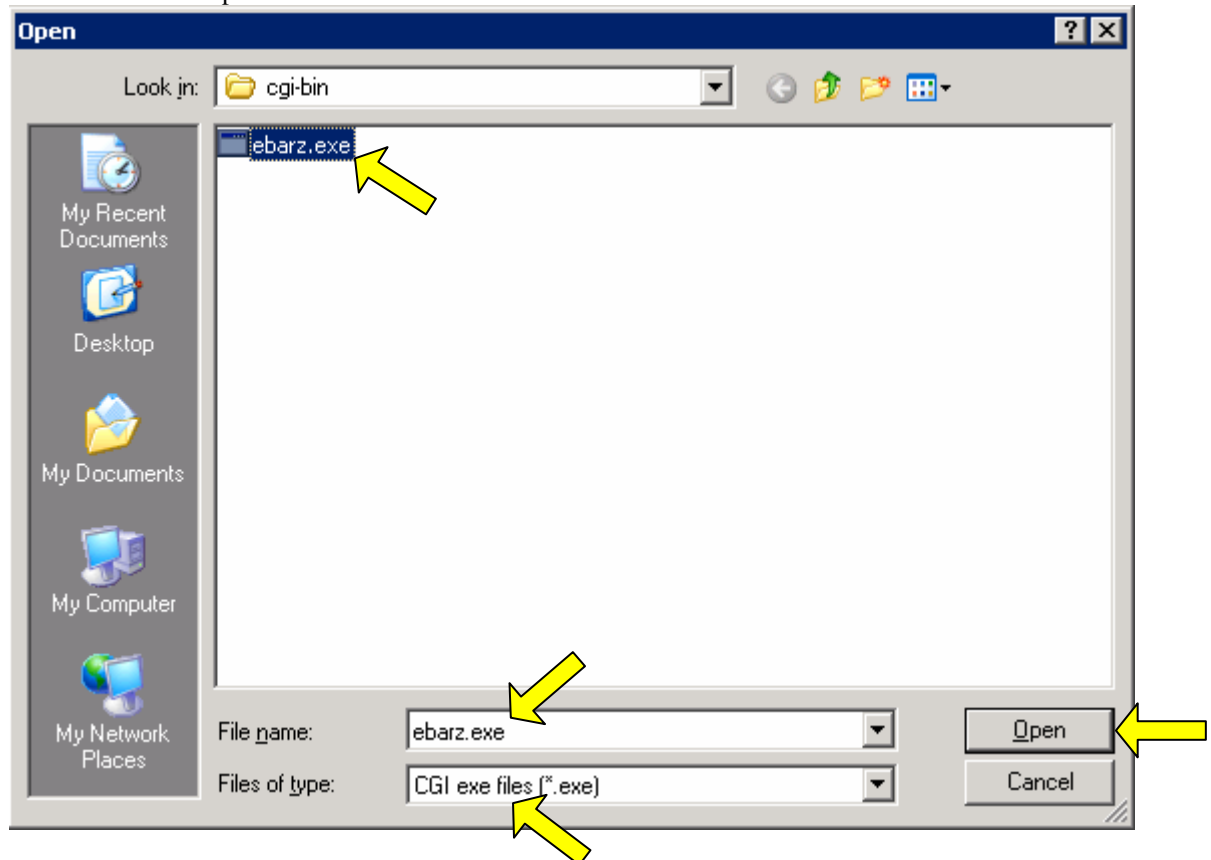 Open
Look in:
cgi-bin
ebarz.exe
My Recent
Documents
Desktop
My Documents
My Computer
My Network
Places
File name:
ebarz.exe
Open
Files of type:
CGI exe files (*.exe)
Cancel